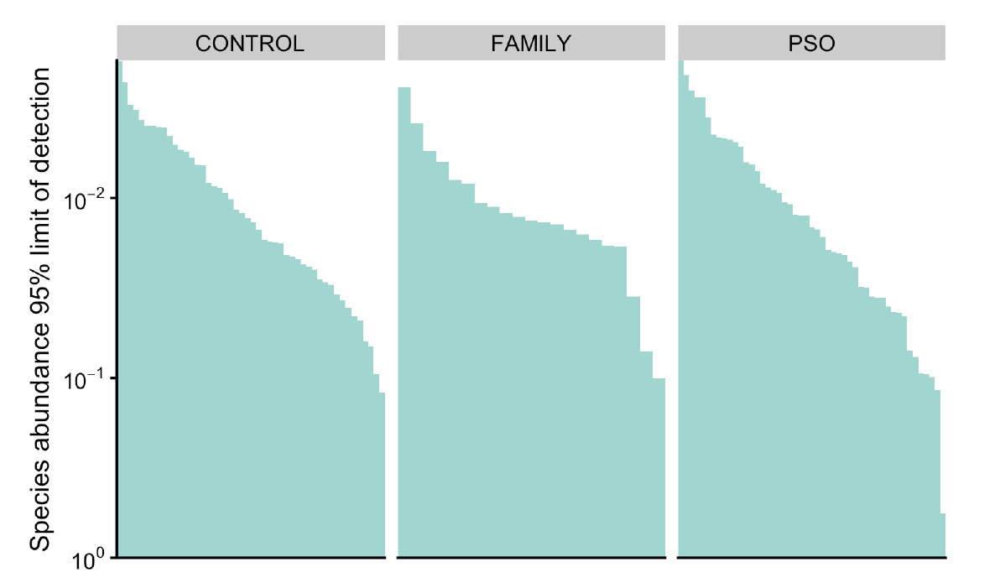 CONTROL FAMILY PSO
Species abundance 95% limit of detection
10⁻²
10⁻¹
10⁰